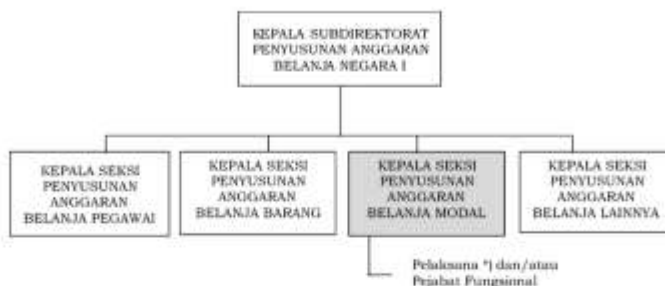 KEPALA SUBDIREKTORAT
PENYUSUNAN ANGGARAN
BELANJA NEGARA I
KEPALA SEKSI
PENYUSUNAN
ANGGARAN
BELANJA PEGAWAI
KEPALA SEKSI
PENYUSUNAN
ANGGARAN
BELANJA BARANG
KEPALA SEKSI
PENYUSUNAN
ANGGARAN
BELANJA MODAL
KEPALA SEKSI
PENYUSUNAN
ANGGARAN
BELANJA LAINNYA
Pelaksana *) dan/atau
Pejabat Fungsional